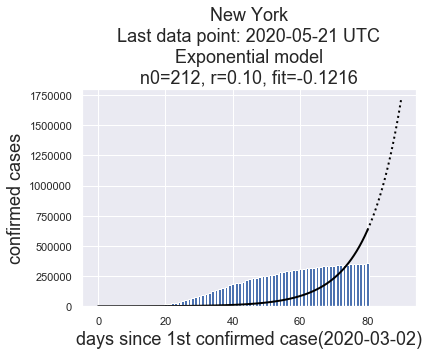 New York
Last data point: 2020-05-21 UTC
Exponential model
n0=212, r=0.10, fit=-0.1216
1750000
1500000
1250000
1000000
750000
500000
250000
0
confirmed cases
0 20 40 60 80
days since 1st confirmed case(2020-03-02)